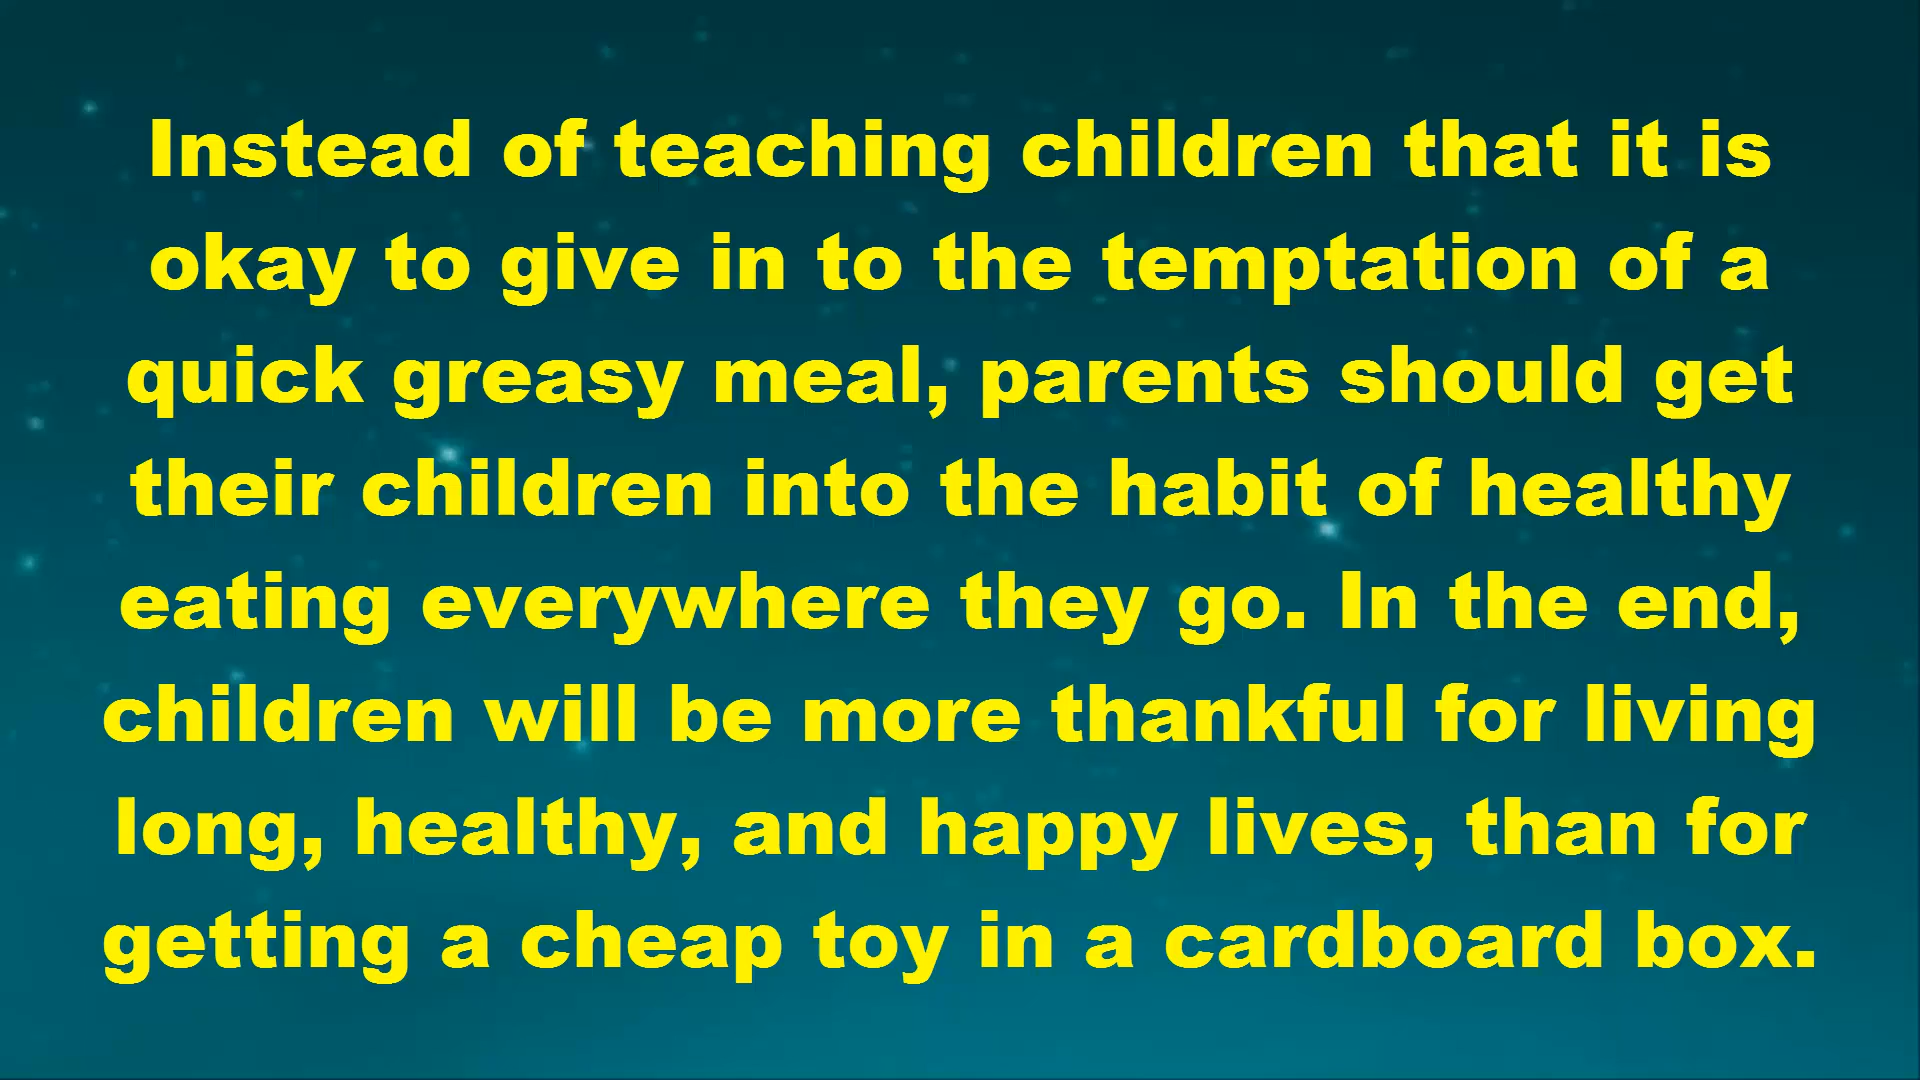 Instead of teaching children that it is
okay to give in to the temptation of a
quick greasy meal, parents should get
their children into the habit of healthy
eating everywhere they go. In the end,
children will be more thankful for living
long, healthy, and happy lives, than for
getting a cheap toy in a cardboard box.